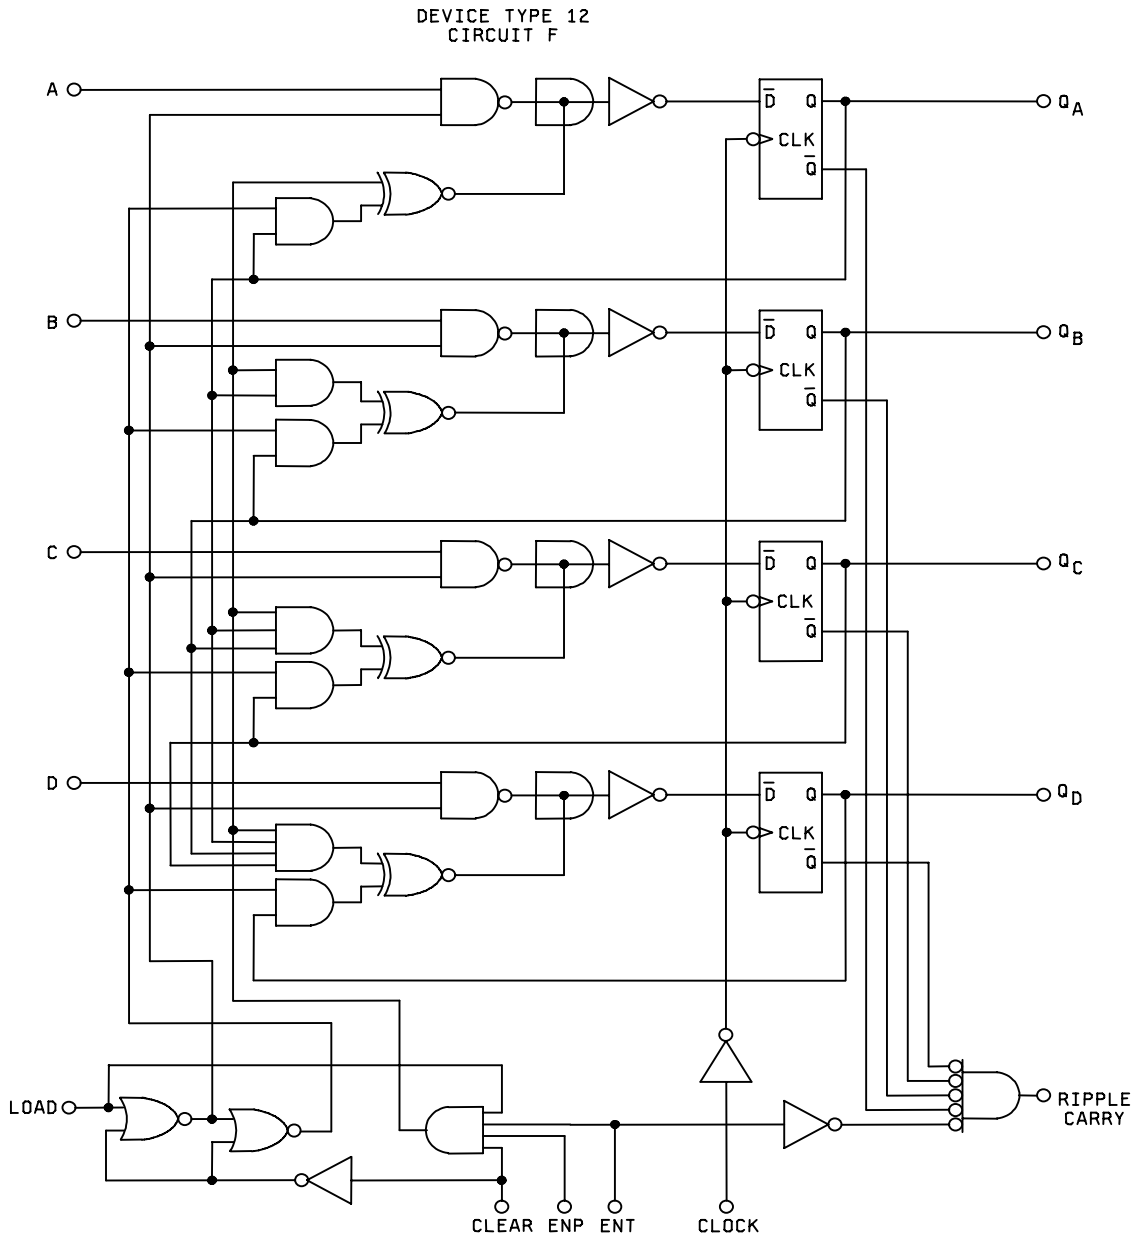 DEVICE TYPE 12
CIRCUIT F
A
D̅ Q
CLK
Q̅
QA
B
D̅ Q
CLK
Q̅
QB
C
D̅ Q
CLK
Q̅
QC
D
D̅ Q
CLK
Q̅
QD
LOAD
RIPPLE
CARRY
CLEAR ENP ENT CLOCK